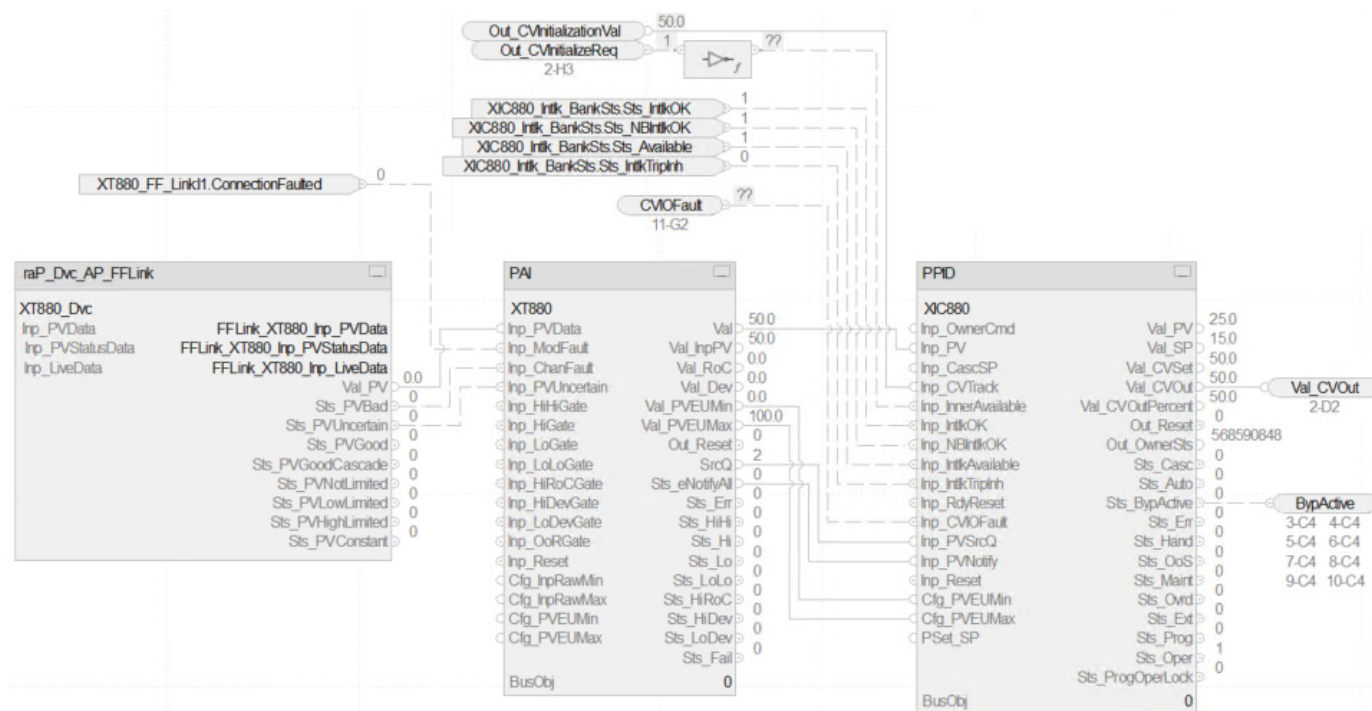 50.0
Out_CVInitializationVal
1
??
Out_CVInitializeReq
2-H3
f
1
XIC880_Intlk_BankSts.Sts_IntlkOK
1
XIC880_Intlk_BankSts.Sts_NBIntlkOK
1
XIC880_Intlk_BankSts.Sts_Available
0
XIC880_Intlk_BankSts.Sts_IntlkTripInh
0
XT880_FF_LinkI1.ConnectionFaulted
??
CVIOFault
11-G2
raP_Dvc_AP_FFLink
XT880_Dvc
Inp_PVData FFLink_XT880_Inp_PVData
Inp_PVStatusData FFLink_XT880_Inp_PVStatusData
Inp_LiveData FFLink_XT880_Inp_LiveData
0.0
Val_PV
0
Sts_PVBad
0
Sts_PVUncertain
0
Sts_PVGood
0
Sts_PVGoodCascade
0
Sts_PVNotLimited
0
Sts_PVLowLimited
0
Sts_PVHighLimited
0
Sts_PVConstant
PAI
XT880
50.0
Inp_PVData Val
50.0
Inp_ModFault Val_InpPV
0.0
Inp_ChanFault Val_RoC
0.0
Inp_PVUncertain Val_Dev
0.0
Inp_HiHiGate Val_PVEUMin
100.0
Inp_HiGate Val_PVEUMax
0
Inp_LoGate Out_Reset
2
Inp_LoLoGate SrcQ
0
Inp_HiRoCGate Sts_eNotifyAll
0
Inp_HiDevGate Sts_Err
0
Inp_LoDevGate Sts_HiHi
0
Inp_OoRGate Sts_Hi
0
Inp_Reset Sts_Lo
0
Cfg_InpRawMin Sts_LoLo
0
Cfg_InpRawMax Sts_HiRoC
0
Cfg_PVEUMin Sts_HiDev
0
Cfg_PVEUMax Sts_LoDev
0
Sts_Fail
BusObj 0
PPID
XIC880
25.0
Inp_OwnerCmd Val_PV
15.0
Inp_PV Val_SP
50.0
Inp_CascSP Val_CVSet
50.0
Inp_CVTrack Val_CVOut
50.0
Inp_InnerAvailable Val_CVOutPercent
0
Inp_IntlkOK Out_Reset
568590848
Inp_NBIntlkOK Out_OwnerSts
0
Inp_IntlkAvailable Sts_Casc
0
Inp_IntlkTripInh Sts_Auto
0
Inp_RdyReset Sts_BypActive
0
Inp_CVIOFault Sts_Err
0
Inp_PVSrcQ Sts_Hand
0
Inp_PVNotify Sts_OoS
0
Inp_Reset Sts_Maint
0
Cfg_PVEUMin Sts_Ovrd
0
Cfg_PVEUMax Sts_Ext
0
PSet_SP Sts_Prog
1
Sts_Oper
0
Sts_ProgOperLock
BusObj 0
Val_CVOut
2-D2
BypActive
3-C4 4-C4
5-C4 6-C4
7-C4 8-C4
9-C4 10-C4